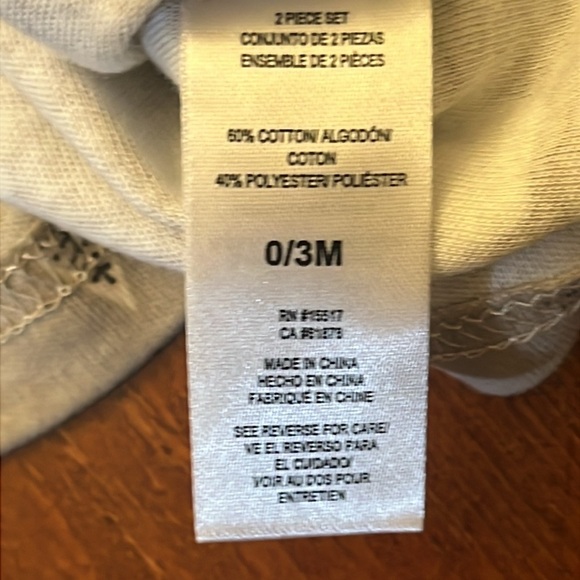 2 PIECE SET
CONJUNTO DE 2 PIEZAS
ENSEMBLE DE 2 PIÈCES
60% COTTON/ ALGODÓN/
COTON
40% POLYESTER/ POLIÉSTER
0/3M
RN #15517
CA #61873
MADE IN CHINA
HECHO EN CHINA
FABRIQUÉ EN CHINE
SEE REVERSE FOR CARE/
VE EL REVERSO PARA
EL CUIDADO/
VOIR AU DOS POUR
ENTRETIEN